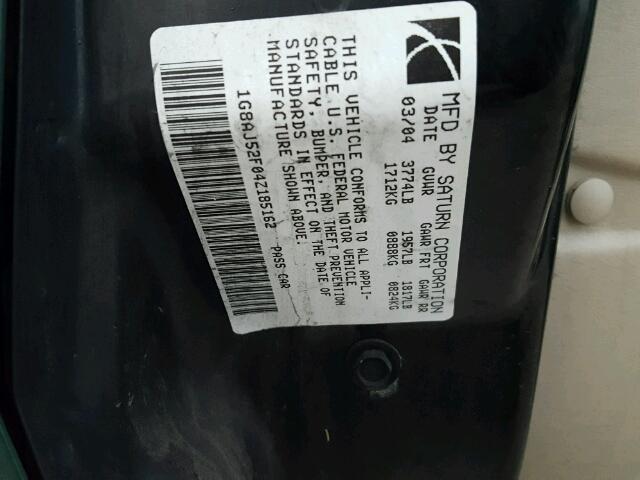 MFD BY SATURN CORPORATION
DATE GVWR GAWR FRT GAWR RR
03/04 3774LB 1957LB 1817LB
1712KG 0888KG 0824KG
THIS VEHICLE CONFORMS TO ALL APPLI-
CABLE U.S. FEDERAL MOTOR VEHICLE
SAFETY, BUMPER, AND THEFT PREVENTION
STANDARDS IN EFFECT ON THE DATE OF
MANUFACTURE SHOWN ABOVE.
1G8AJ52F04Z185162 PASS CAR